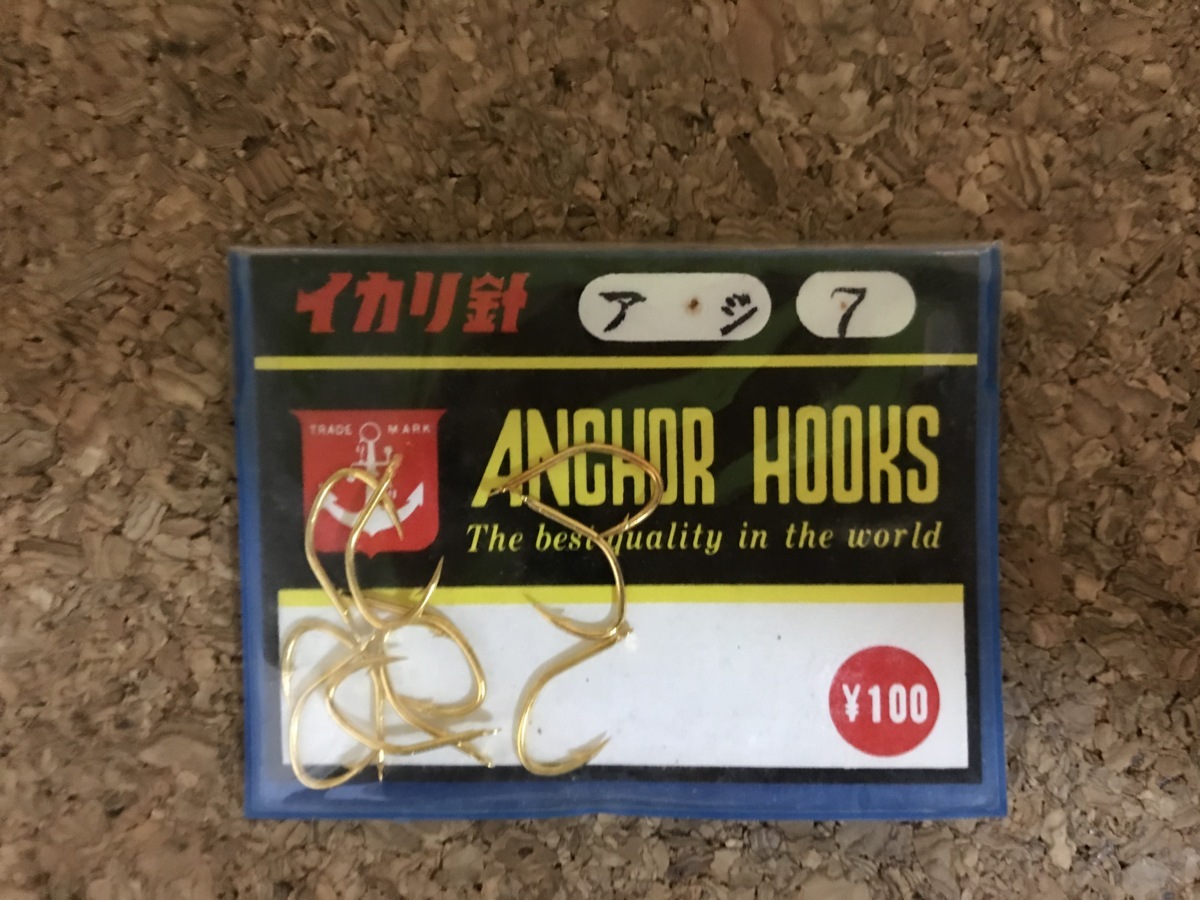 イカリ針 アジ 7
TRADE MARK
ANCHOR HOOKS
The best quality in the world
¥100